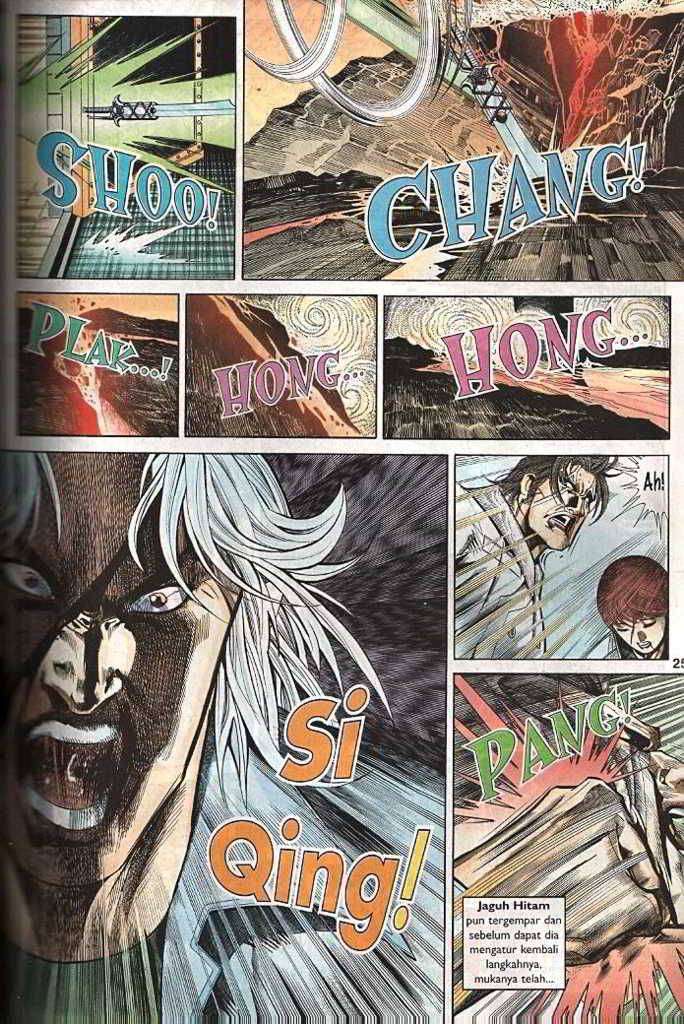 SHOO!
CHANG!
PLAK...!
HONG...
HONG...
Si
Qing!
Ah!
PANG!
Jaguh Hitam
pun tergempar dan
sebelum dapat dia
mengatur kembali
langkahnya,
mukanya telah...